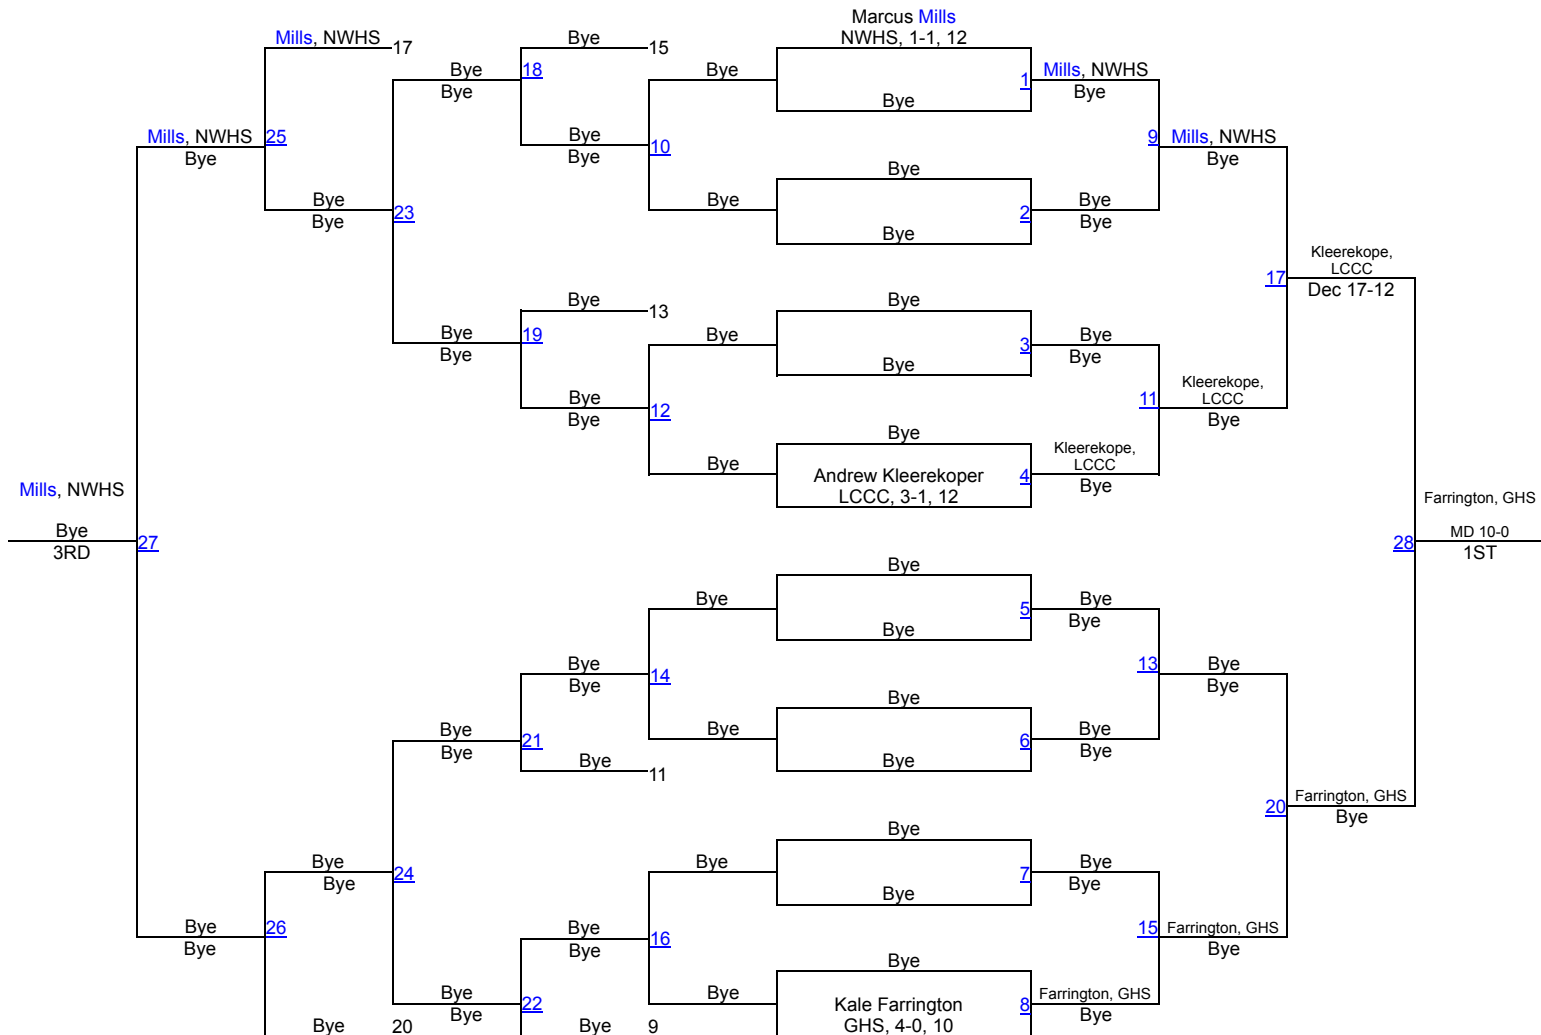 Marcus Mills
Mills, NWHS
17
Bye
15
NWHS, 1-1, 12
Bye
18
Bye
1
Mills, NWHS
Bye
Bye
Bye
Mills, NWHS
25
Bye
10
9
Mills, NWHS
Bye
Bye
Bye
Bye
Bye
Bye
Bye
Bye
23
2
Bye
Bye
Bye
Kleerekope,
LCCC
17
Dec 17-12
Bye
13
Bye
19
Bye
3
Bye
Bye
Bye
Bye
Kleerekope,
LCCC
Bye
12
11
Bye
Bye
Bye
Kleerekope,
LCCC
Bye
Andrew Kleerekoper
4
Bye
LCCC, 3-1, 12
Mills, NWHS
Farrington, GHS
Bye
27
28
MD 10-0
3RD
1ST
Bye
Bye
5
Bye
Bye
Bye
Bye
14
13
Bye
Bye
Bye
Bye
Bye
21
Bye
6
Bye
Bye
Bye
Bye
Bye
11
20
Farrington, GHS
Bye
Bye
Bye
24
Bye
7
Bye
Bye
Bye
Bye
Bye
26
Bye
16
15
Farrington, GHS
Bye
Bye
Bye
Bye
Bye
22
Bye
Kale Farrington
8
Farrington, GHS
Bye
Bye
Bye
20
Bye
9
GHS, 4-0, 10